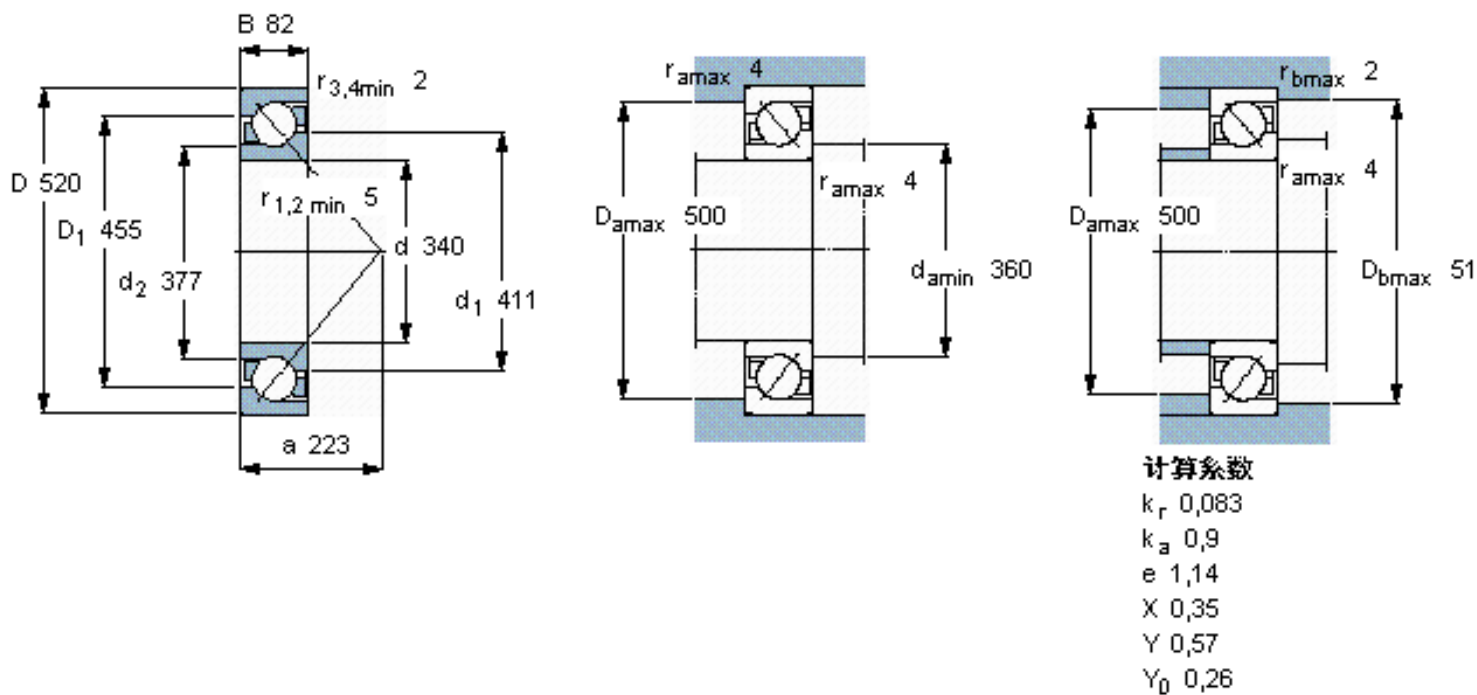 B 82
r3,4min 2
D 520
D1 455
d2 377
r1,2 min 5
d 340
d1 411
a 223
ramax 4
ramax 4
Damax 500
damin 360
rbmax 2
ramax 4
Damax 500
Dbmax 51
计算系数
kr 0,083
ka 0,9
e 1,14
X 0,35
Y 0,57
Y0 0,26